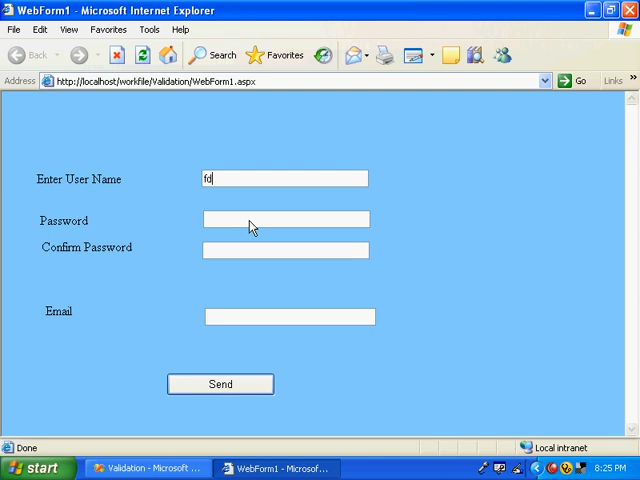 WebForm1 - Microsoft Internet Explorer
File Edit View Favorites Tools Help
Back Search Favorites
Address http://localhost/workfile/Validation/WebForm1.aspx Go Links »
Enter User Name fd
Password
Confirm Password
Email
Send
Done Local intranet
start Validation - Microsoft ... WebForm1 - Microsof... 8:25 PM